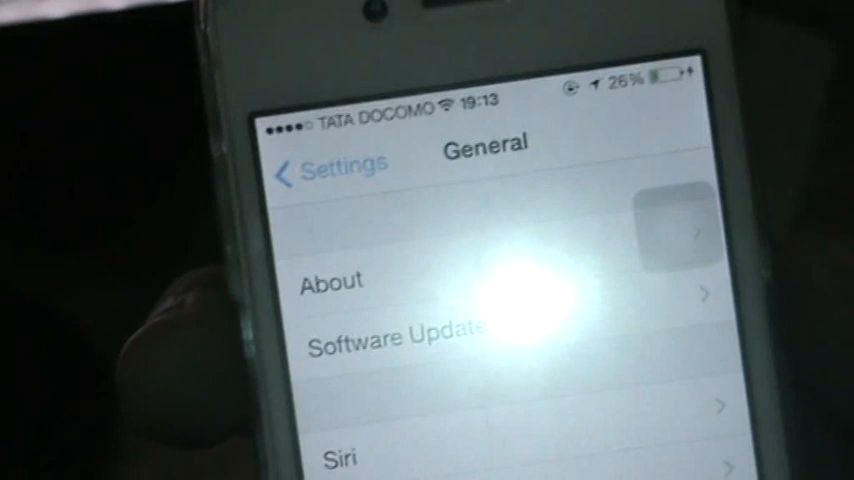 TATA DOCOMO 19:13 26%
Settings General
About
Software Update
Siri